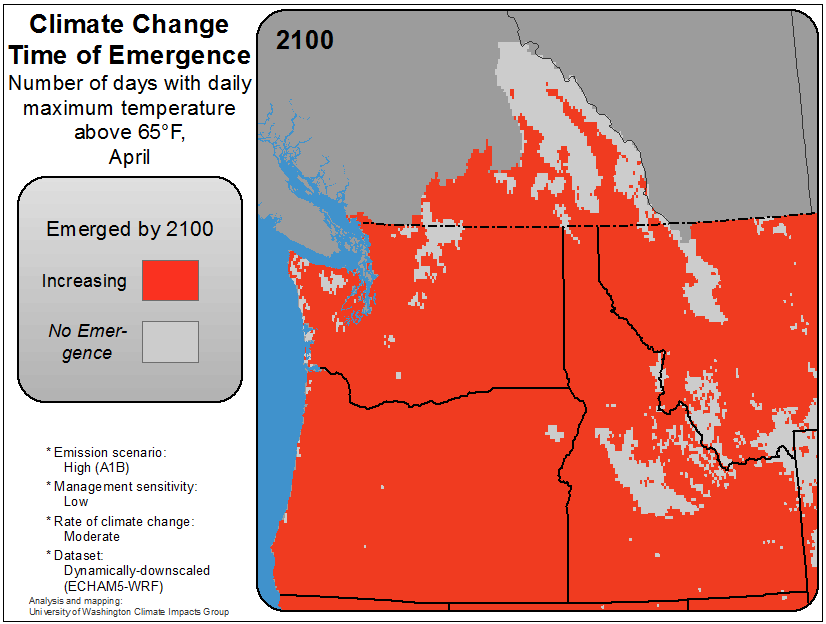 Climate Change
Time of Emergence
Number of days with daily
maximum temperature
above 65°F,
April
2100
Emerged by 2100
Increasing
No Emer-
gence
* Emission scenario:
High (A1B)
* Management sensitivity:
Low
* Rate of climate change:
Moderate
* Dataset:
Dynamically-downscaled
(ECHAM5-WRF)
Analysis and mapping:
University of Washington Climate Impacts Group